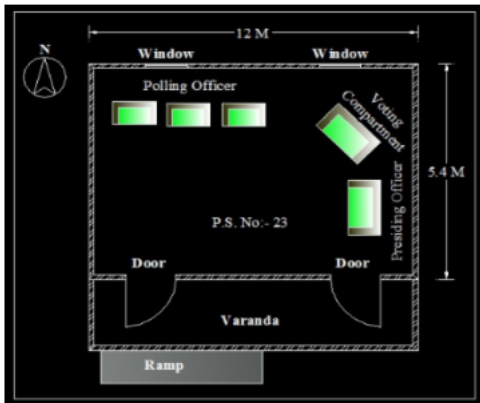 12 M
N
Window
Window
Polling Officer
Voting
Compartment
5.4 M
Presiding Officer
P.S. No:- 23
Door
Door
Varanda
Ramp